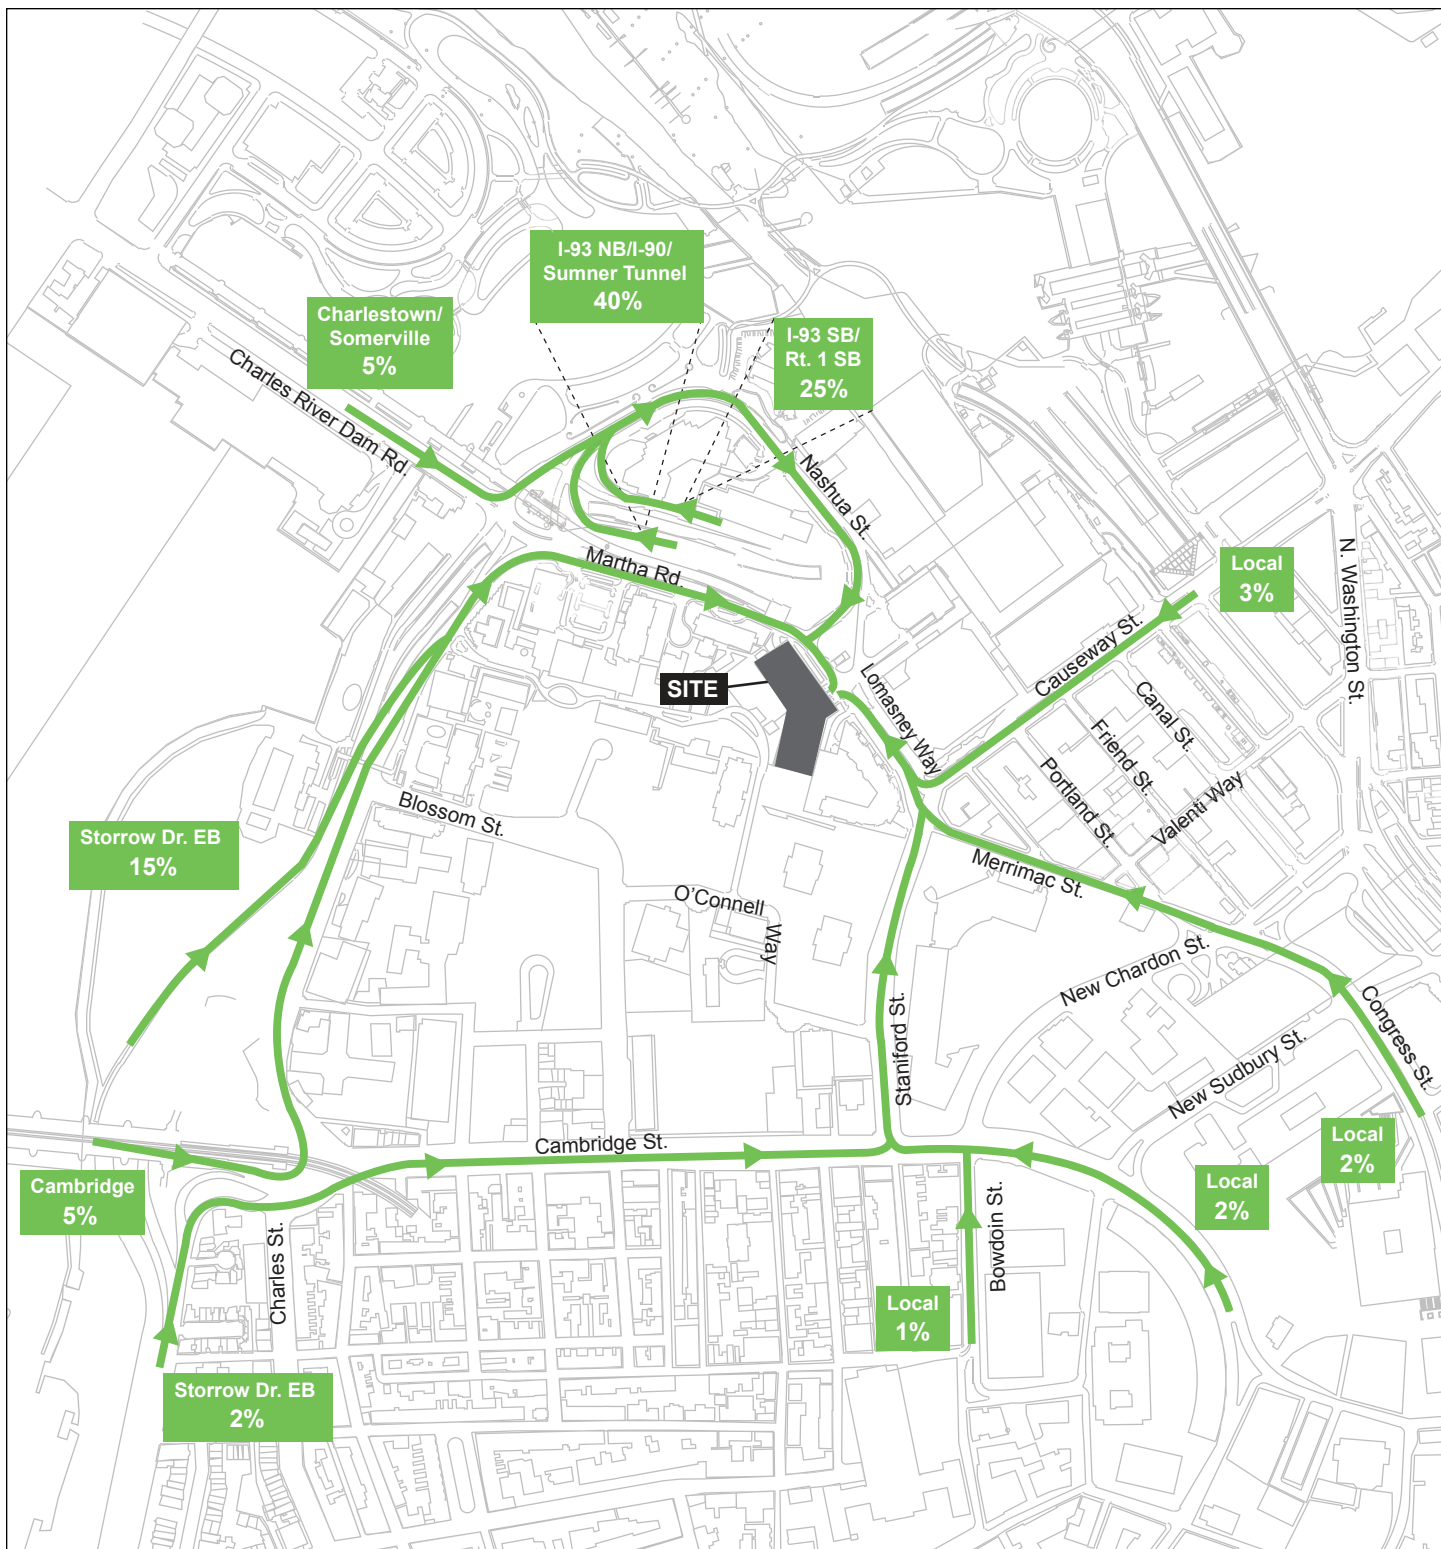 I-93 NB/I-90/
Sumner Tunnel
40%
Charlestown/
Somerville
5%
I-93 SB/
Rt. 1 SB
25%
Charles River Dam Rd.
Nashua St.
Martha Rd.
Local
3%
N. Washington St.
Causeway St.
SITE
Lomasney Way
Canal St.
Friend St.
Portland St.
Valenti Way
Blossom St.
Storrow Dr. EB
15%
Merrimac St.
O'Connell
Way
New Chardon St.
Congress St.
Staniford St.
New Sudbury St.
Cambridge St.
Local
2%
Cambridge
5%
Local
2%
Charles St.
Bowdoin St.
Local
1%
Storrow Dr. EB
2%